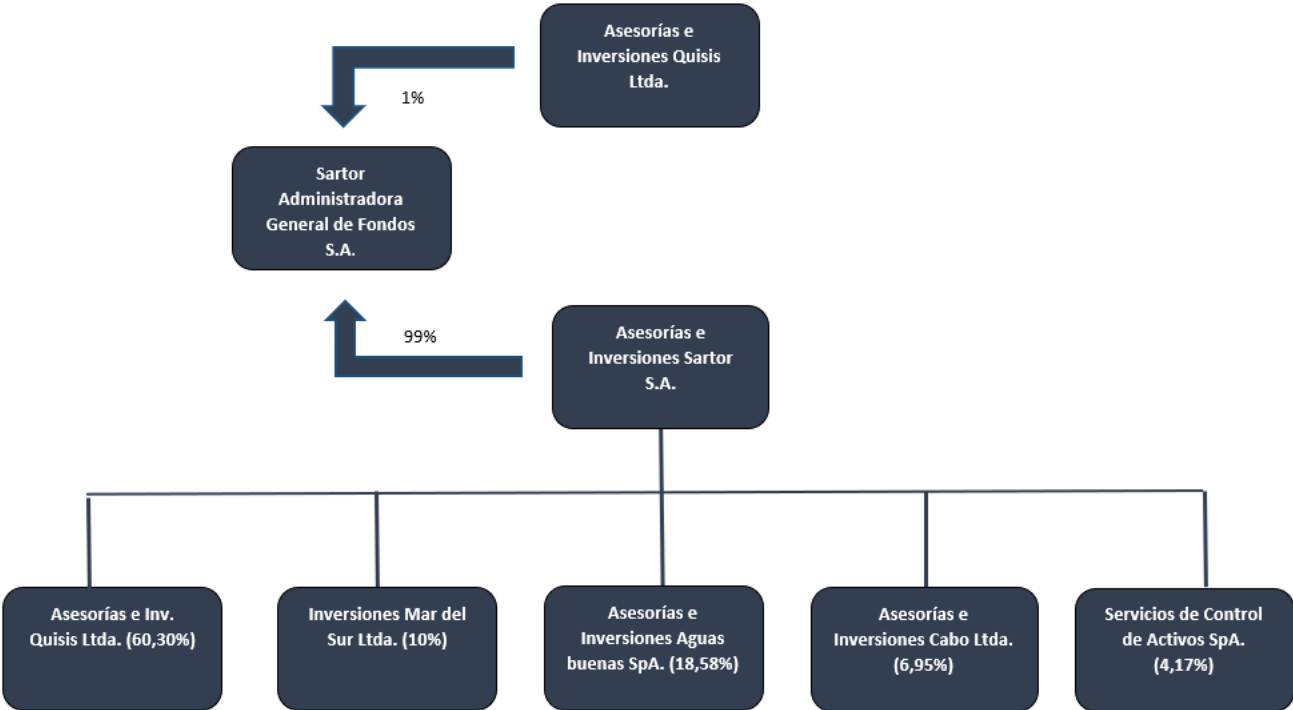 Asesorías e
Inversiones Quisis
Ltda.
1%
Sartor
Administradora
General de Fondos
S.A.
99%
Asesorías e
Inversiones Sartor
S.A.
Asesorías e Inv.
Quisis Ltda. (60,30%)
Inversiones Mar del
Sur Ltda. (10%)
Asesorías e
Inversiones Aguas
buenas SpA. (18,58%)
Asesorías e
Inversiones Cabo Ltda.
(6,95%)
Servicios de Control
de Activos SpA.
(4,17%)